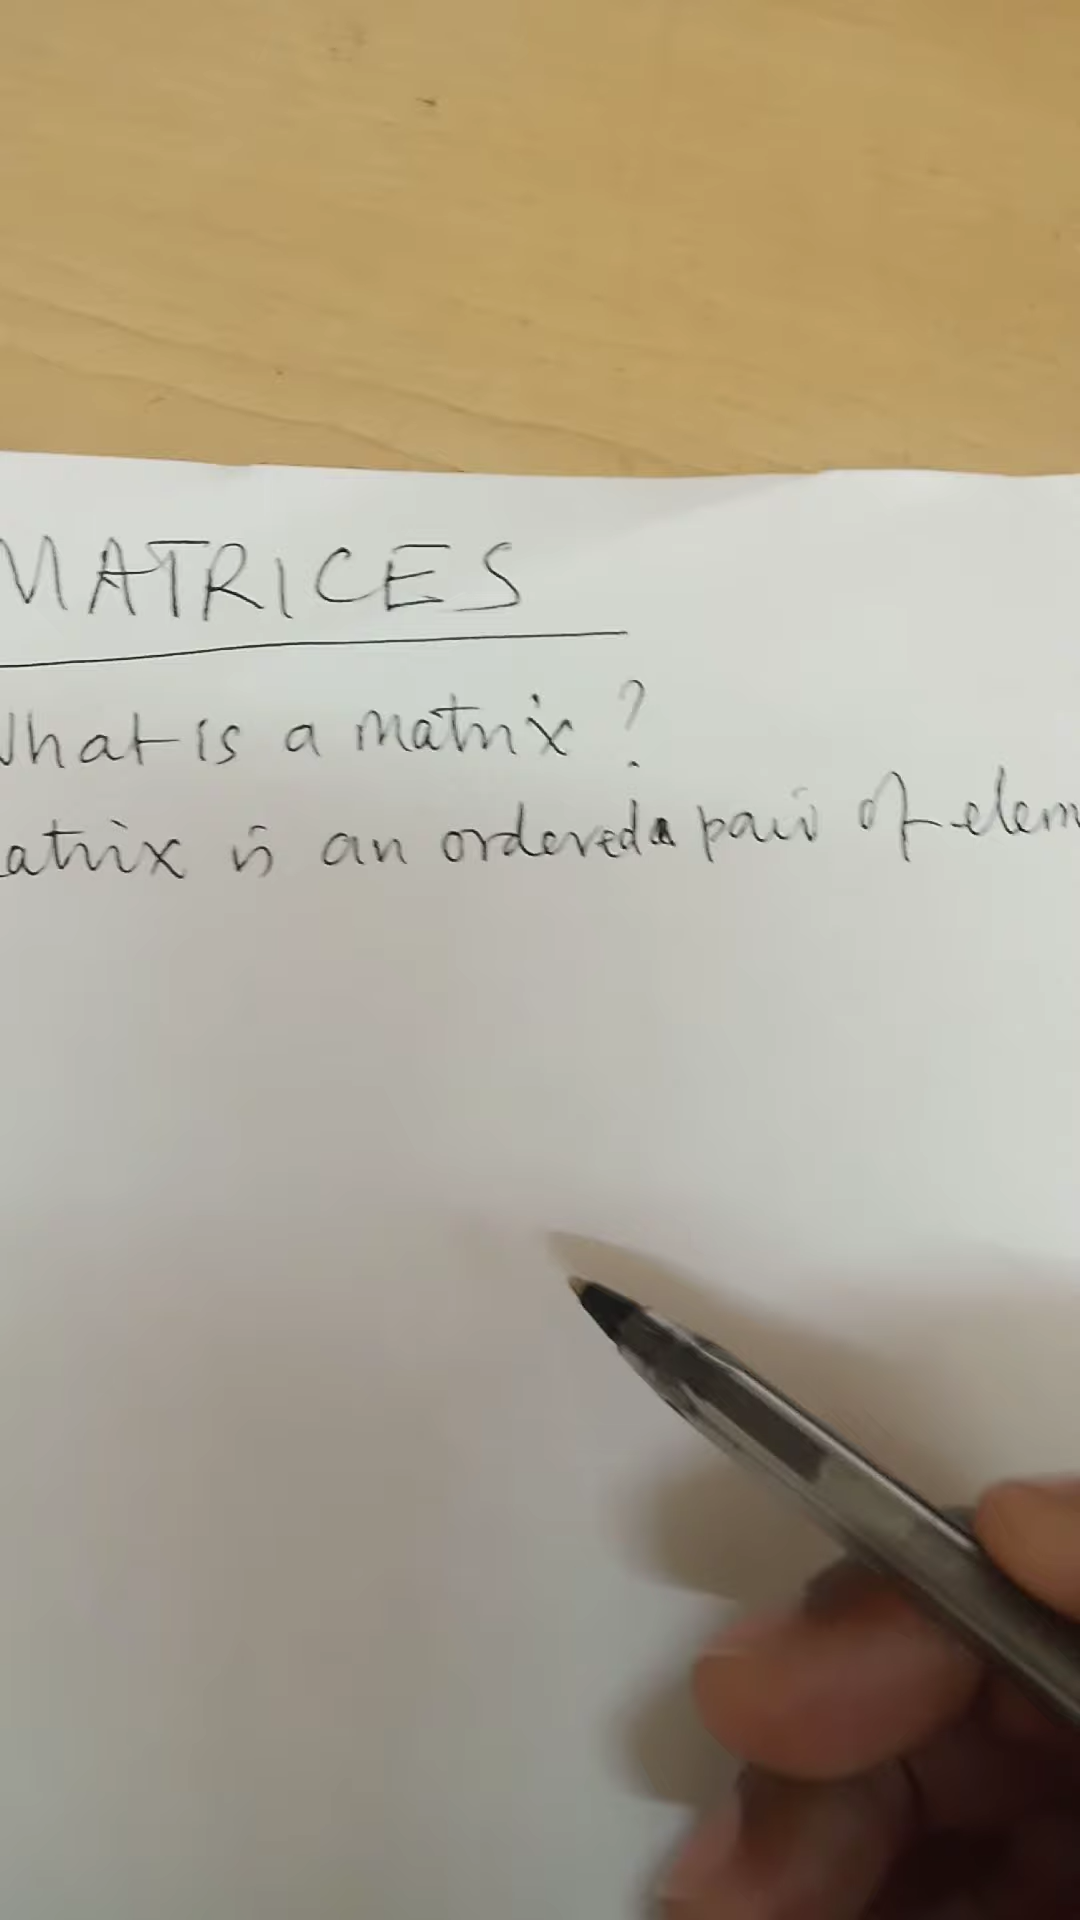 MATRICES
What is a matrix?
atrix is an ordered pair of elem